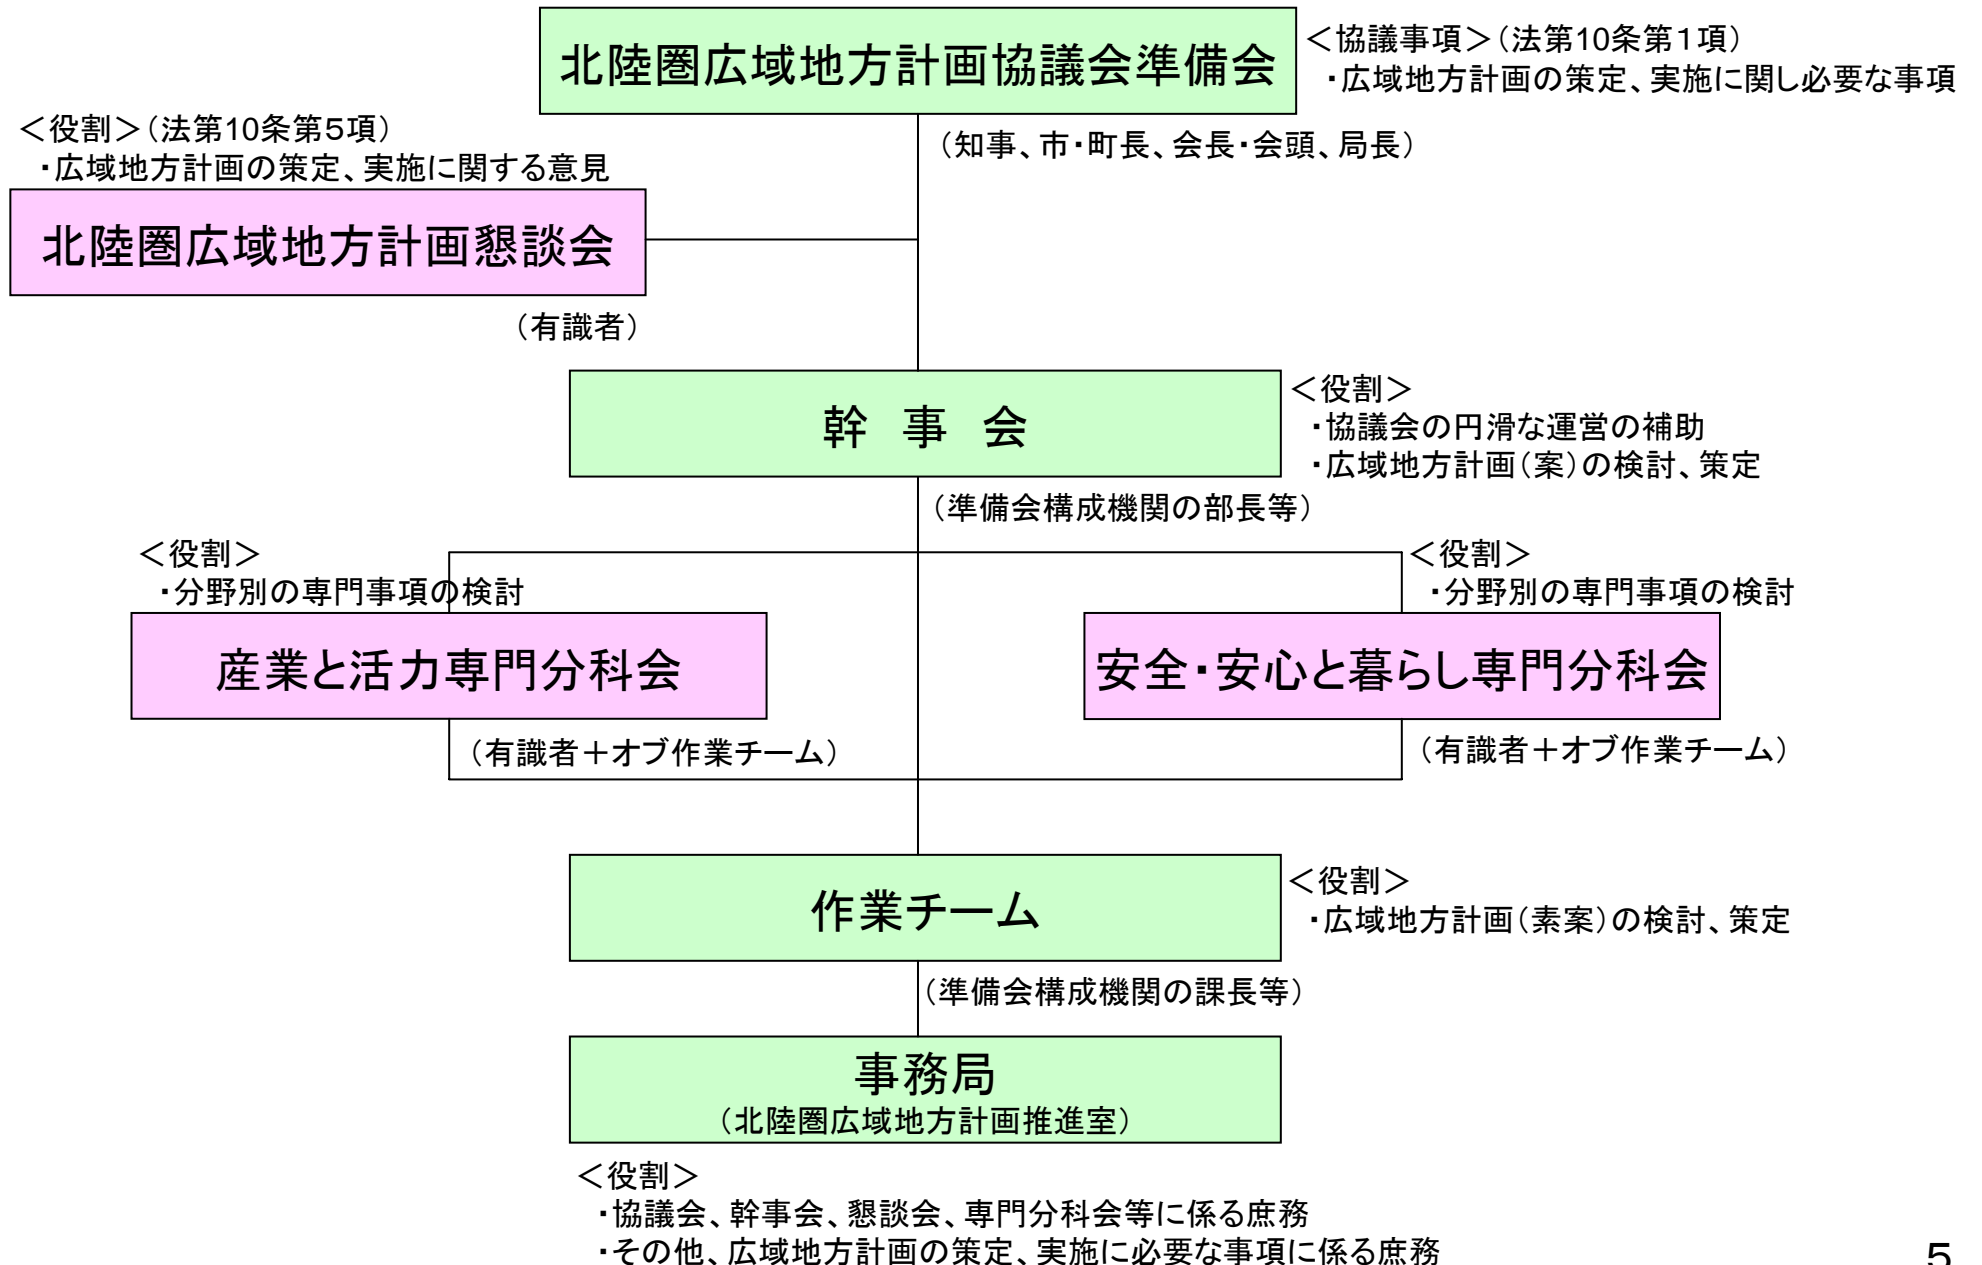 北陸圏広域地方計画協議会準備会
＜協議事項＞（法第10条第１項）
・広域地方計画の策定、実施に関し必要な事項
（知事、市・町長、会長・会頭、局長）
＜役割＞（法第10条第５項）
・広域地方計画の策定、実施に関する意見
北陸圏広域地方計画懇談会
（有識者）
幹　事　会
＜役割＞
・協議会の円滑な運営の補助
・広域地方計画（案）の検討、策定
（準備会構成機関の部長等）
＜役割＞
・分野別の専門事項の検討
産業と活力専門分科会
（有識者＋オブ作業チーム）
＜役割＞
・分野別の専門事項の検討
安全・安心と暮らし専門分科会
（有識者＋オブ作業チーム）
作業チーム
＜役割＞
・広域地方計画（素案）の検討、策定
（準備会構成機関の課長等）
事務局
（北陸圏広域地方計画推進室）
＜役割＞
・協議会、幹事会、懇談会、専門分科会等に係る庶務
・その他、広域地方計画の策定、実施に必要な事項に係る庶務
5